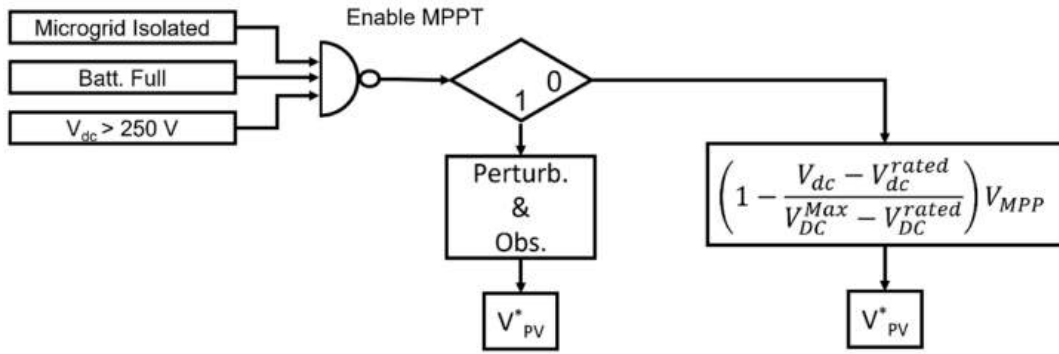 Enable MPPT
Microgrid Isolated
Batt. Full
V_dc > 250 V
1
0
Perturb.
&
Obs.
V*_PV
(1 − (V_dc − V_dc^rated)/(V_DC^Max − V_DC^rated)) V_MPP
V*_PV